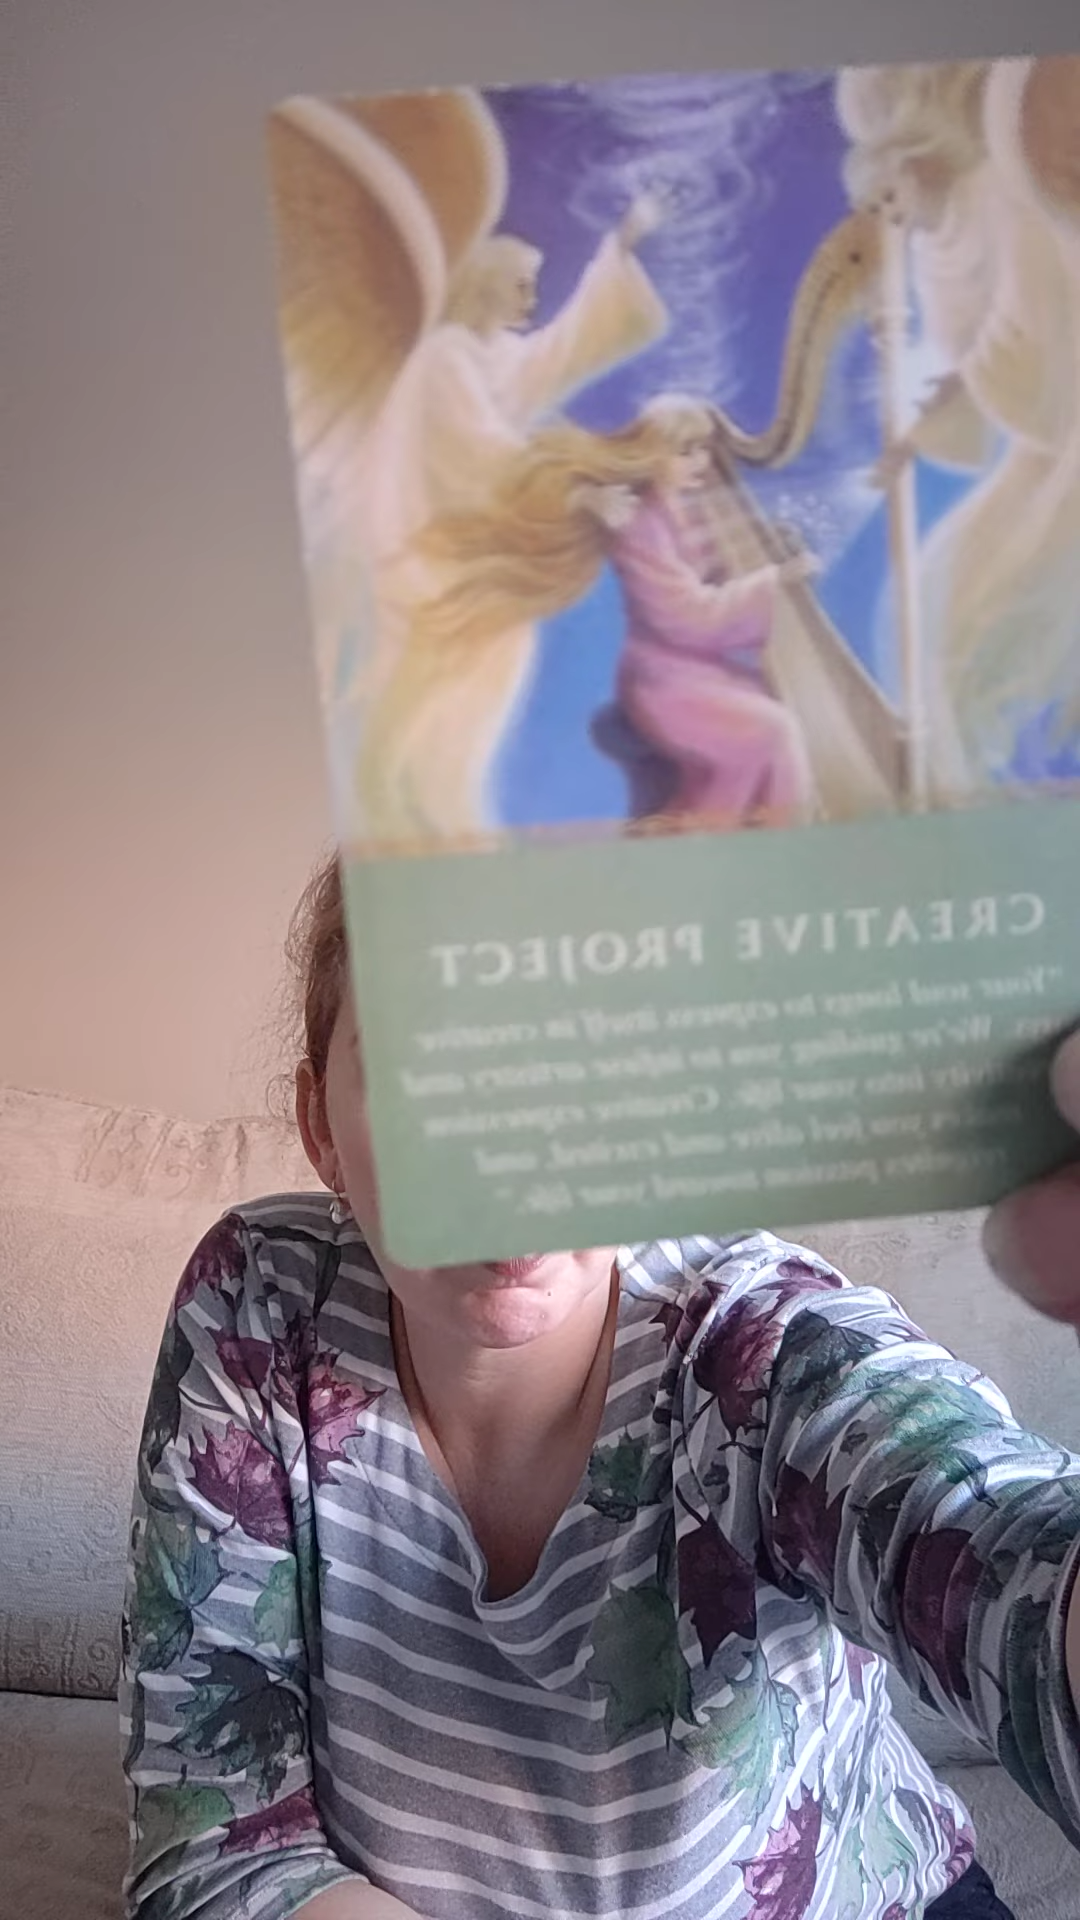 CREATIVE PROJECT
"Your soul longs to express itself in creative
We're guiding you to infuse artistry and
into your life. Creative expression
you feel alive and excited, and
passion toward your life."